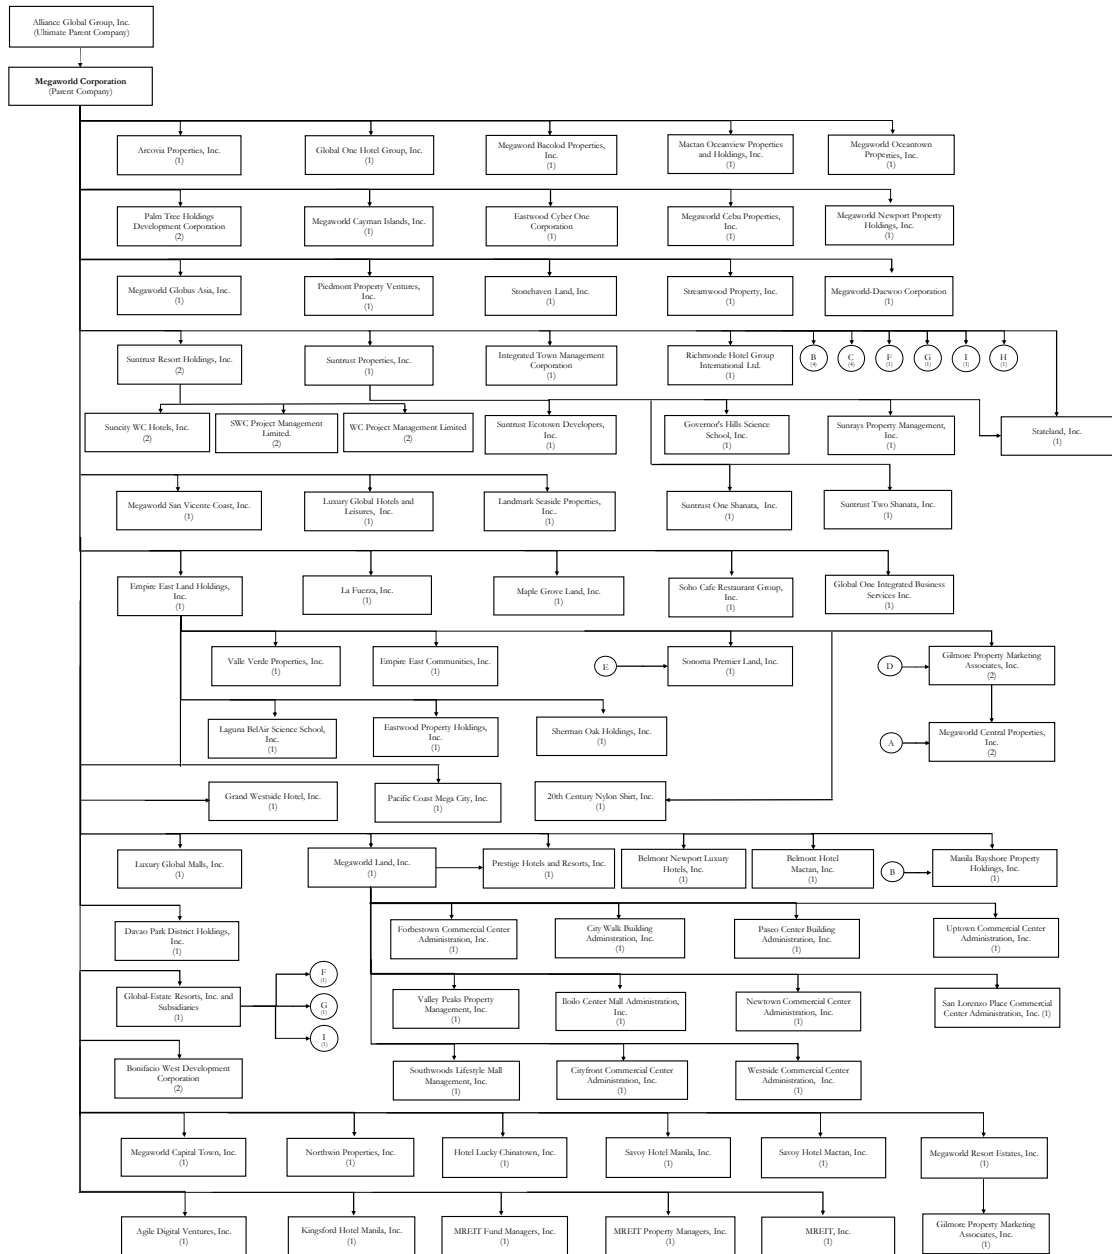 Alliance Global Group, Inc.
(Ultimate Parent Company)
Megaworld Corporation
(Parent Company)
Arcovia Properties, Inc.
(1)
Global One Hotel Group, Inc.
(1)
Megaword Bacolod Properties,
Inc.
(1)
Mactan Oceanview Properties
and Holdings, Inc.
(1)
Megaworld Oceantown
Properties, Inc.
(1)
Palm Tree Holdings
Development Corporation
(2)
Megaworld Cayman Islands, Inc.
(1)
Eastwood Cyber One
Corporation
(1)
Megaworld Cebu Properties,
Inc.
(1)
Megaworld Newport Property
Holdings, Inc.
(1)
Megaworld Globus Asia, Inc.
(1)
Piedmont Property Ventures,
Inc.
(1)
Stonehaven Land, Inc.
(1)
Streamwood Property, Inc.
(1)
Megaworld-Daewoo Corporation
(1)
Suntrust Resort Holdings, Inc.
(2)
Suntrust Properties, Inc.
(1)
Integrated Town Management
Corporation
(1)
Richmonde Hotel Group
International Ltd.
(1)
B
(4)
C
(4)
F
(1)
G
(1)
I
(1)
H
(1)
Suncity WC Hotels, Inc.
(2)
SWC Project Management
Limited.
(2)
WC Project Management Limited
(2)
Suntrust Ecotown Developers,
Inc.
(1)
Governor's Hills Science
School, Inc.
(1)
Sunrays Property Management,
Inc.
(1)
Stateland, Inc.
(1)
Megaworld San Vicente Coast, Inc.
(1)
Luxury Global Hotels and
Leisures, Inc.
(1)
Landmark Seaside Properties,
Inc..
(1)
Suntrust One Shanata, Inc.
(1)
Suntrust Two Shanata, Inc.
(1)
Empire East Land Holdings,
Inc.
(1)
La Fuerza, Inc.
(1)
Maple Grove Land, Inc.
(1)
Soho Cafe Restaurant Group,
Inc.
(1)
Global One Integrated Business
Services Inc.
(1)
Valle Verde Properties, Inc.
(1)
Empire East Communities, Inc.
(1)
E
Sonoma Premier Land, Inc.
(1)
D
Gilmore Property Marketing
Associates, Inc.
(2)
Laguna BelAir Science School,
Inc.
(1)
Eastwood Property Holdings,
Inc.
(1)
Sherman Oak Holdings, Inc.
(1)
A
Megaworld Central Properties,
Inc.
(2)
Grand Westside Hotel, Inc.
(1)
Pacific Coast Mega City, Inc.
(1)
20th Century Nylon Shirt, Inc.
(1)
Luxury Global Malls, Inc.
(1)
Megaworld Land, Inc.
(1)
Prestige Hotels and Resorts, Inc.
(1)
Belmont Newport Luxury
Hotels, Inc.
(1)
Belmont Hotel
Mactan, Inc.
(1)
B
Manila Bayshore Property
Holdings, Inc.
(1)
Davao Park District Holdings,
Inc.
(1)
Forbestown Commercial Center
Administration, Inc.
(1)
City Walk Building
Adminstration, Inc.
(1)
Paseo Center Building
Administration, Inc.
(1)
Uptown Commercial Center
Administration, Inc.
(1)
Global-Estate Resorts, Inc. and
Subsidiaries
(1)
F
(1)
G
(1)
I
(1)
Valley Peaks Property
Management, Inc.
(1)
Iloilo Center Mall Administration,
Inc.
(1)
Newtown Commercial Center
Administration, Inc.
(1)
San Lorenzo Place Commercial
Center Administration, Inc. (1)
Bonifacio West Development
Corporation
(2)
Southwoods Lifestyle Mall
Management, Inc.
(1)
Cityfront Commercial Center
Administration, Inc.
(1)
Westside Commercial Center
Administration, Inc.
(1)
Megaworld Capital Town, Inc.
(1)
Northwin Properties, Inc.
(1)
Hotel Lucky Chinatown, Inc.
(1)
Savoy Hotel Manila, Inc.
(1)
Savoy Hotel Mactan, Inc.
(1)
Megaworld Resort Estates, Inc.
(1)
Agile Digital Ventures, Inc.
(1)
Kingsford Hotel Manila, Inc.
(1)
MREIT Fund Managers, Inc.
(1)
MREIT Property Managers, Inc.
(1)
MREIT, Inc.
(1)
Gilmore Property Marketing
Associates, Inc.
(1)